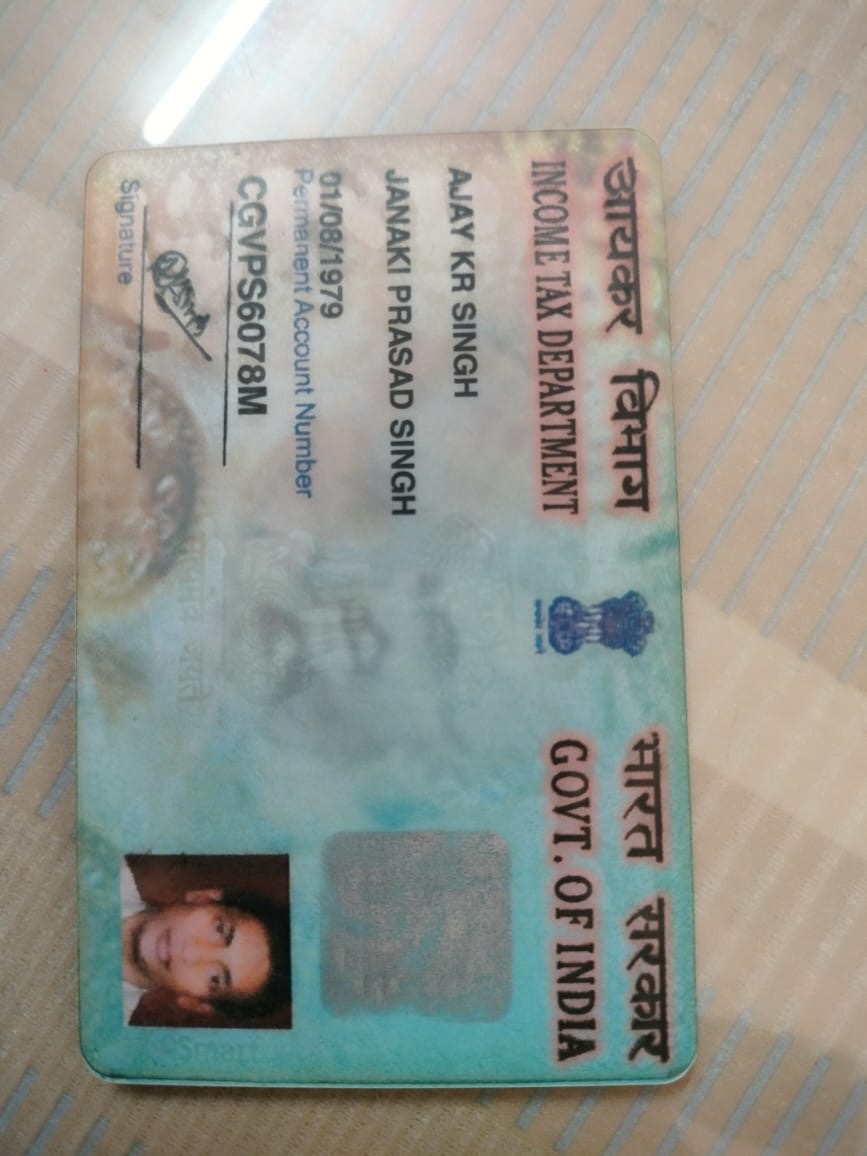 आयकर विभाग
INCOME TAX DEPARTMENT
भारत सरकार
GOVT. OF INDIA
AJAY KR SINGH
JANAKI PRASAD SINGH
01/08/1979
Permanent Account Number
CGVPS6078M
Signature